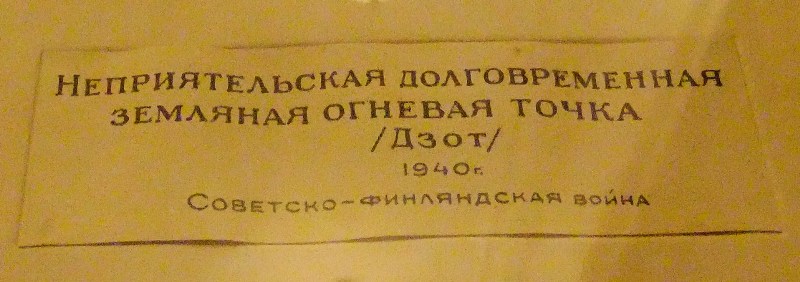 Неприятельская долговременная
земляная огневая точка
/Дзот/
1940г.
Советско-финляндская война